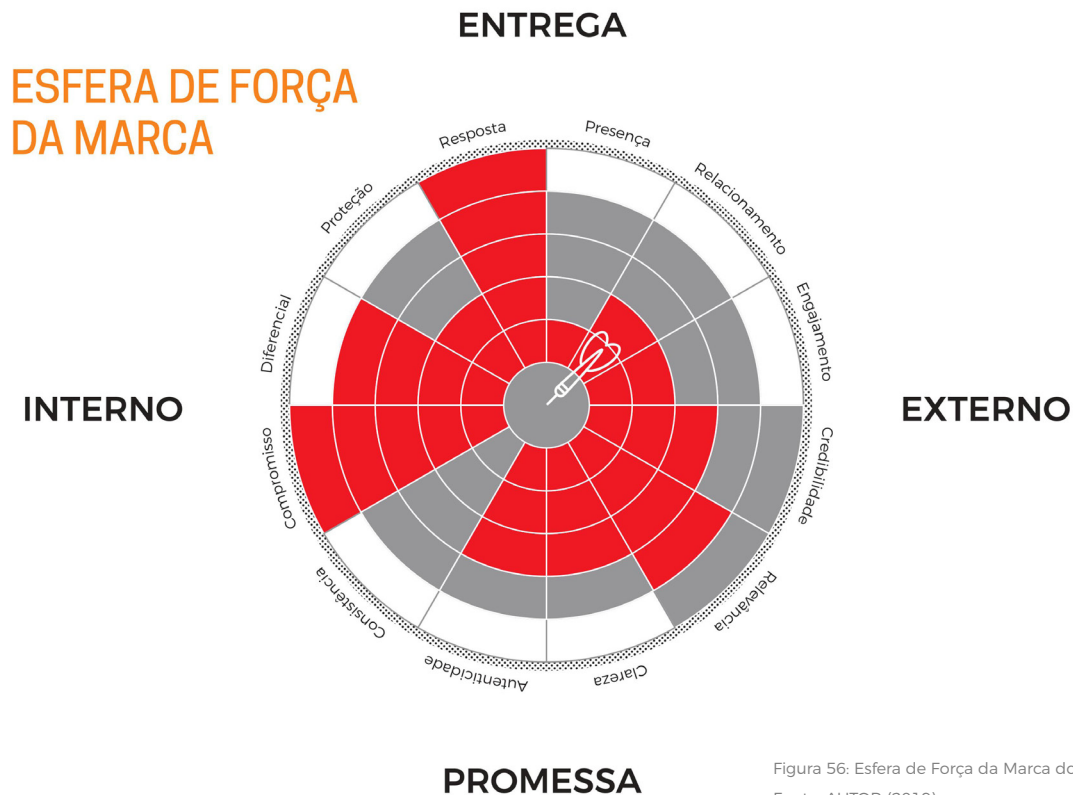 ENTREGA
ESFERA DE FORÇA
DA MARCA
Resposta
Presença
Proteção
Relacionamento
Diferencial
Engajamento
INTERNO
EXTERNO
Compromisso
Credibilidade
Consistência
Relevância
Autenticidade
Clareza
PROMESSA
Figura 56: Esfera de Força da Marca do